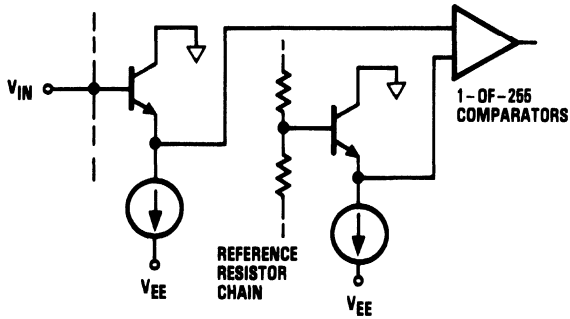 VIN
1-OF-255
COMPARATORS
REFERENCE
RESISTOR
CHAIN
VEE
VEE